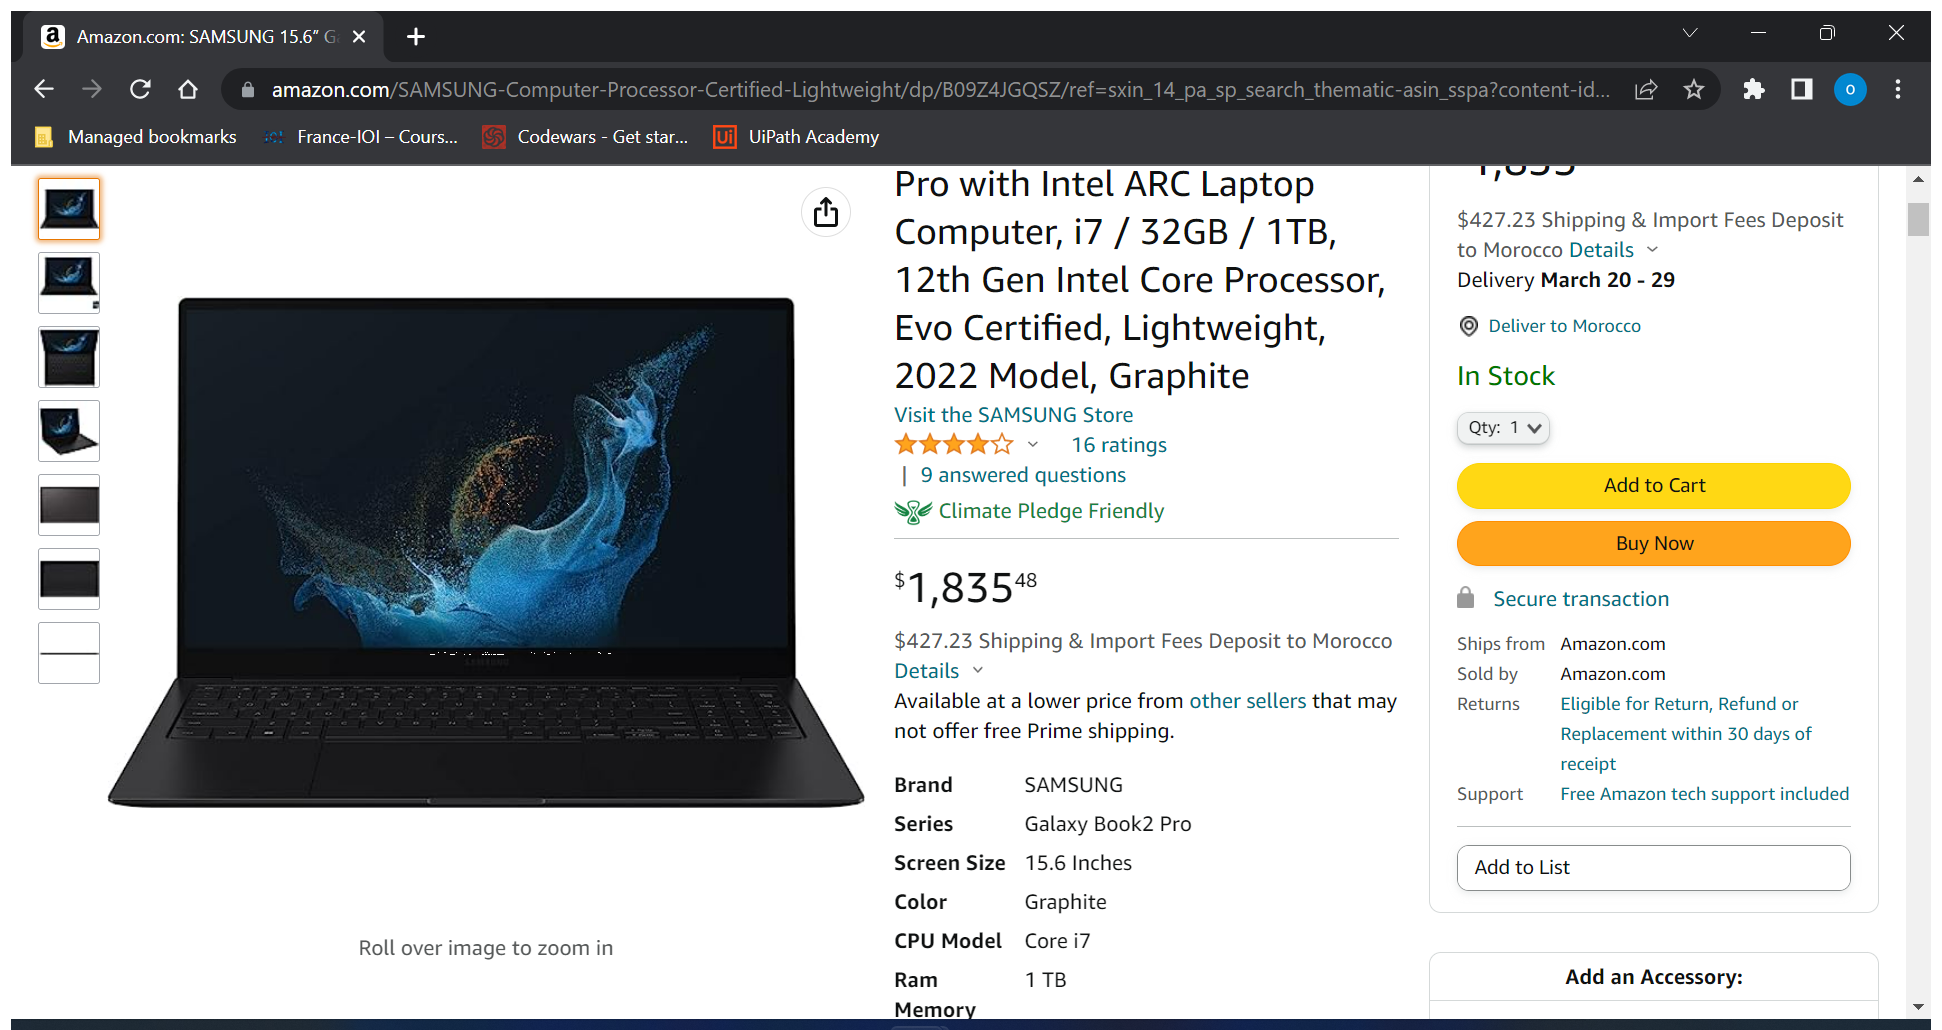 Amazon.com: SAMSUNG 15.6" Ga
amazon.com/SAMSUNG-Computer-Processor-Certified-Lightweight/dp/B09Z4JGQSZ/ref=sxin_14_pa_sp_search_thematic-asin_sspa?content-id...
O
Managed bookmarks
France-IOI – Cours...
Codewars - Get star...
UiPath Academy
Pro with Intel ARC Laptop
Computer, i7 / 32GB / 1TB,
12th Gen Intel Core Processor,
Evo Certified, Lightweight,
2022 Model, Graphite
Visit the SAMSUNG Store
16 ratings
| 9 answered questions
Climate Pledge Friendly
$1,835 48
$427.23 Shipping & Import Fees Deposit to Morocco
Details
Available at a lower price from other sellers that may
not offer free Prime shipping.
Brand SAMSUNG
Series Galaxy Book2 Pro
Screen Size 15.6 Inches
Color Graphite
CPU Model Core i7
Ram 1 TB
Memory
Roll over image to zoom in
SAMSUNG
$427.23 Shipping & Import Fees Deposit
to Morocco Details
Delivery March 20 - 29
Deliver to Morocco
In Stock
Qty: 1
Add to Cart
Buy Now
Secure transaction
Ships from Amazon.com
Sold by Amazon.com
Returns Eligible for Return, Refund or
Replacement within 30 days of
receipt
Support Free Amazon tech support included
Add to List
Add an Accessory: